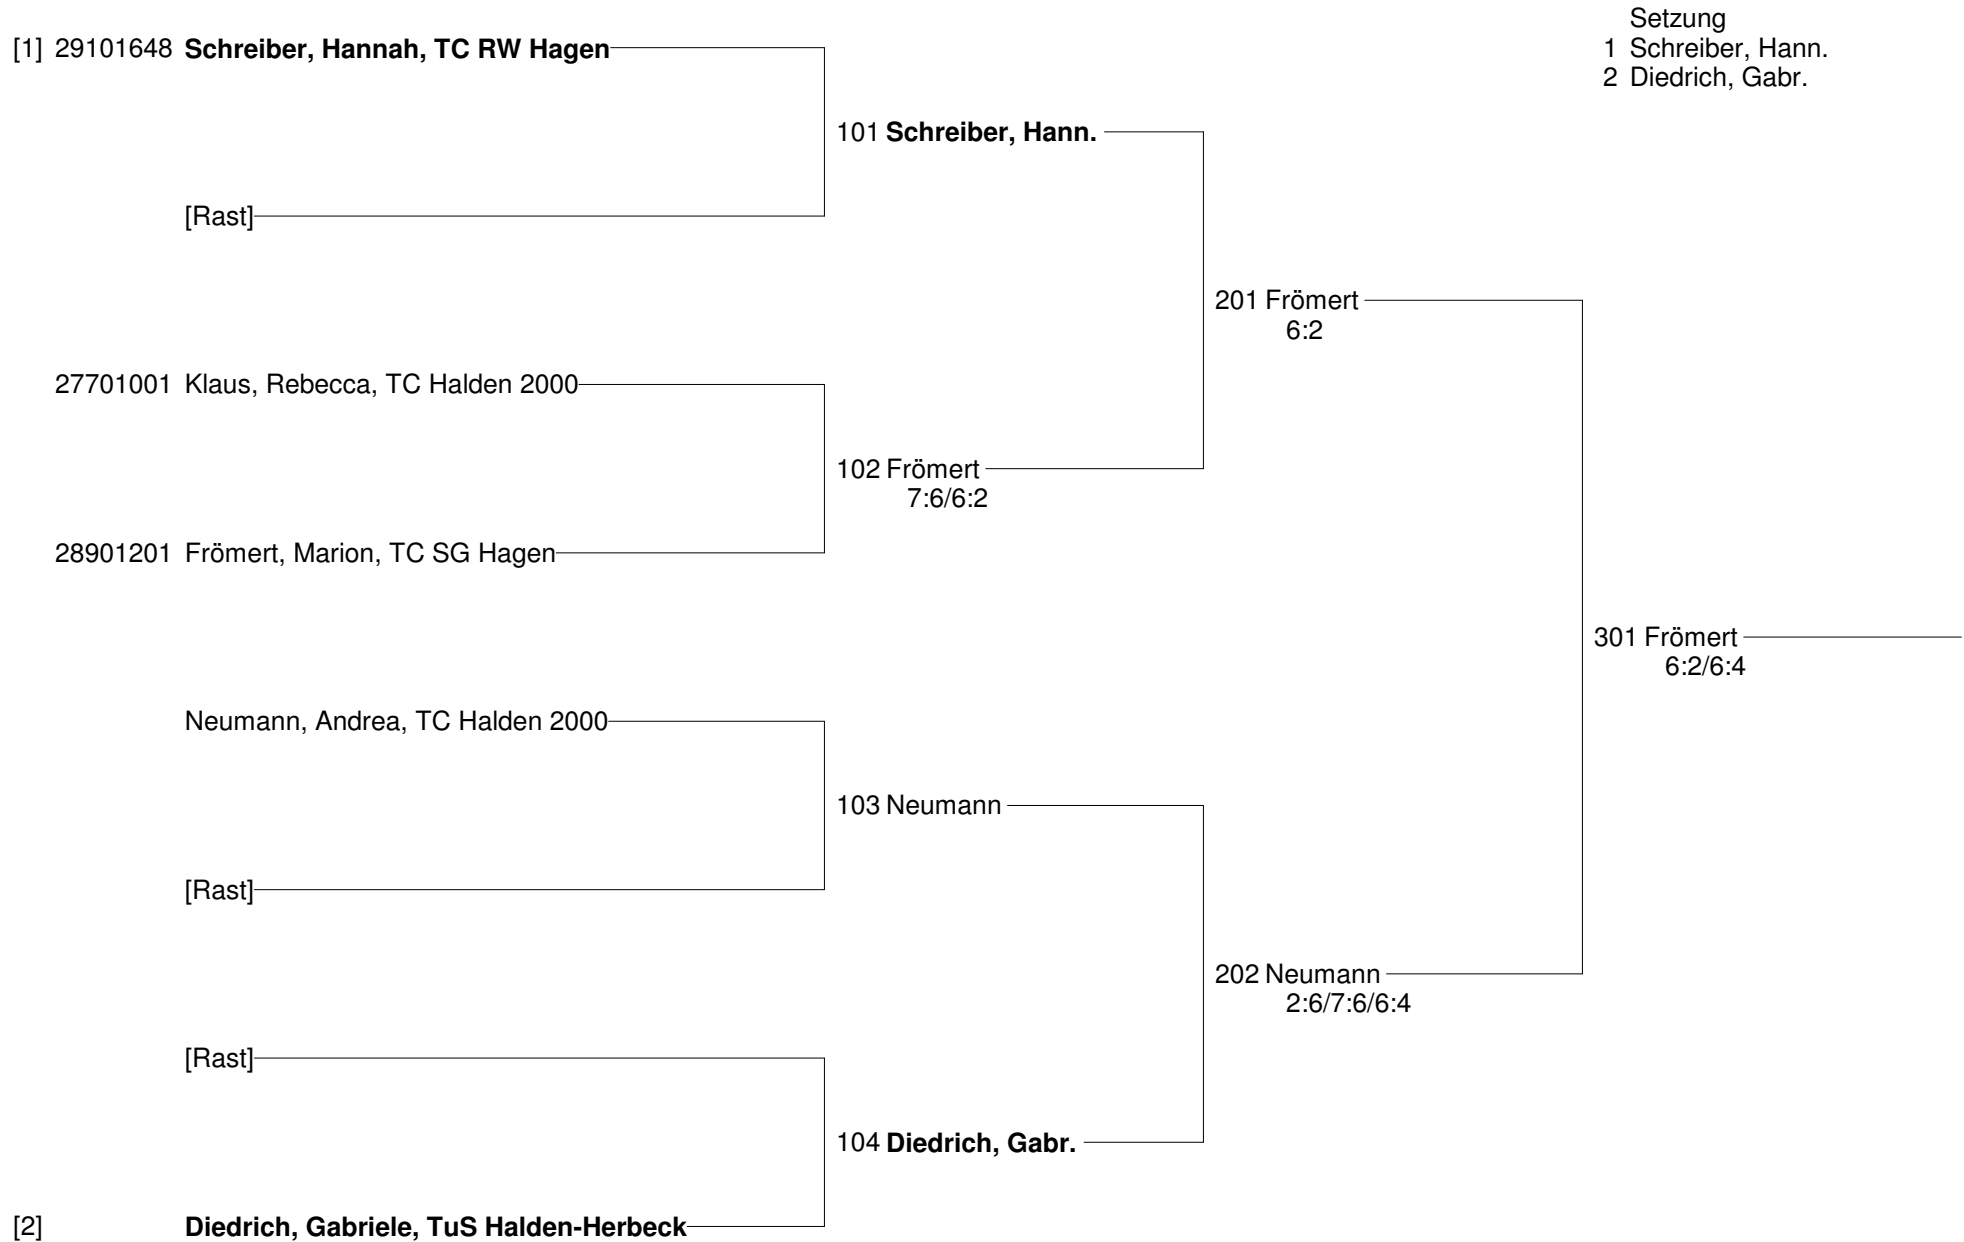 Setzung
[1] 29101648 Schreiber, Hannah, TC RW Hagen
1 Schreiber, Hann.
2 Diedrich, Gabr.
101 Schreiber, Hann.
[Rast]
201 Frömert
6:2
27701001 Klaus, Rebecca, TC Halden 2000
102 Frömert
7:6/6:2
28901201 Frömert, Marion, TC SG Hagen
301 Frömert
6:2/6:4
Neumann, Andrea, TC Halden 2000
103 Neumann
[Rast]
202 Neumann
2:6/7:6/6:4
[Rast]
104 Diedrich, Gabr.
[2] Diedrich, Gabriele, TuS Halden-Herbeck